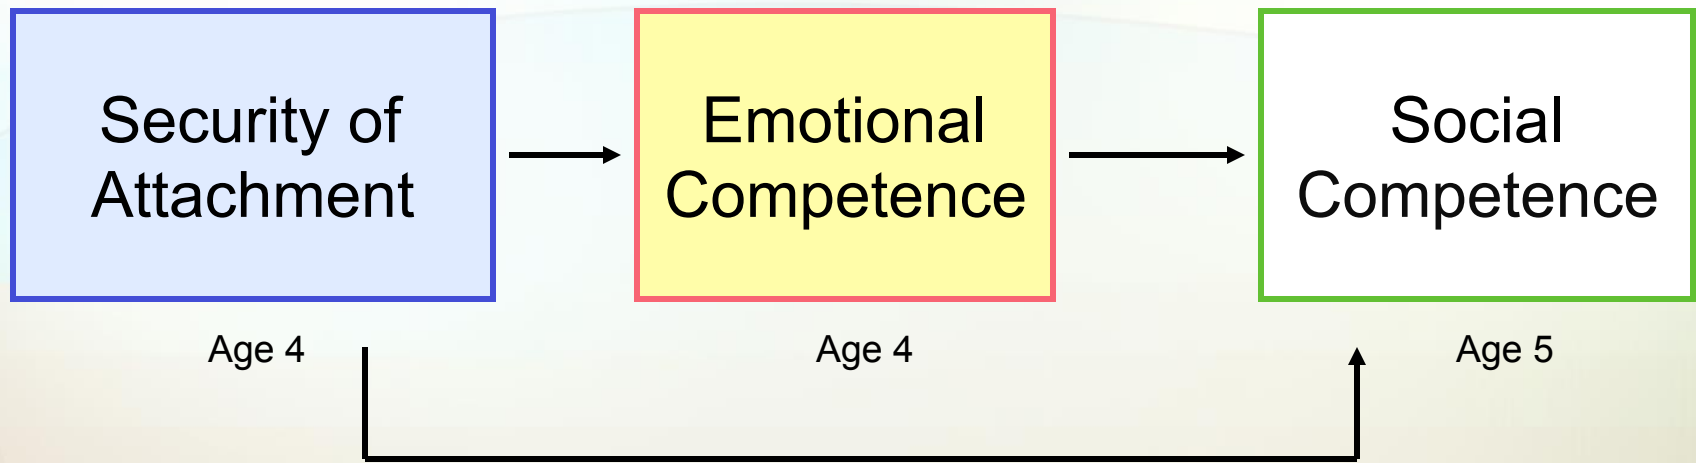 Security of
Attachment
Emotional
Competence
Social
Competence
Age 4
Age 4
Age 5